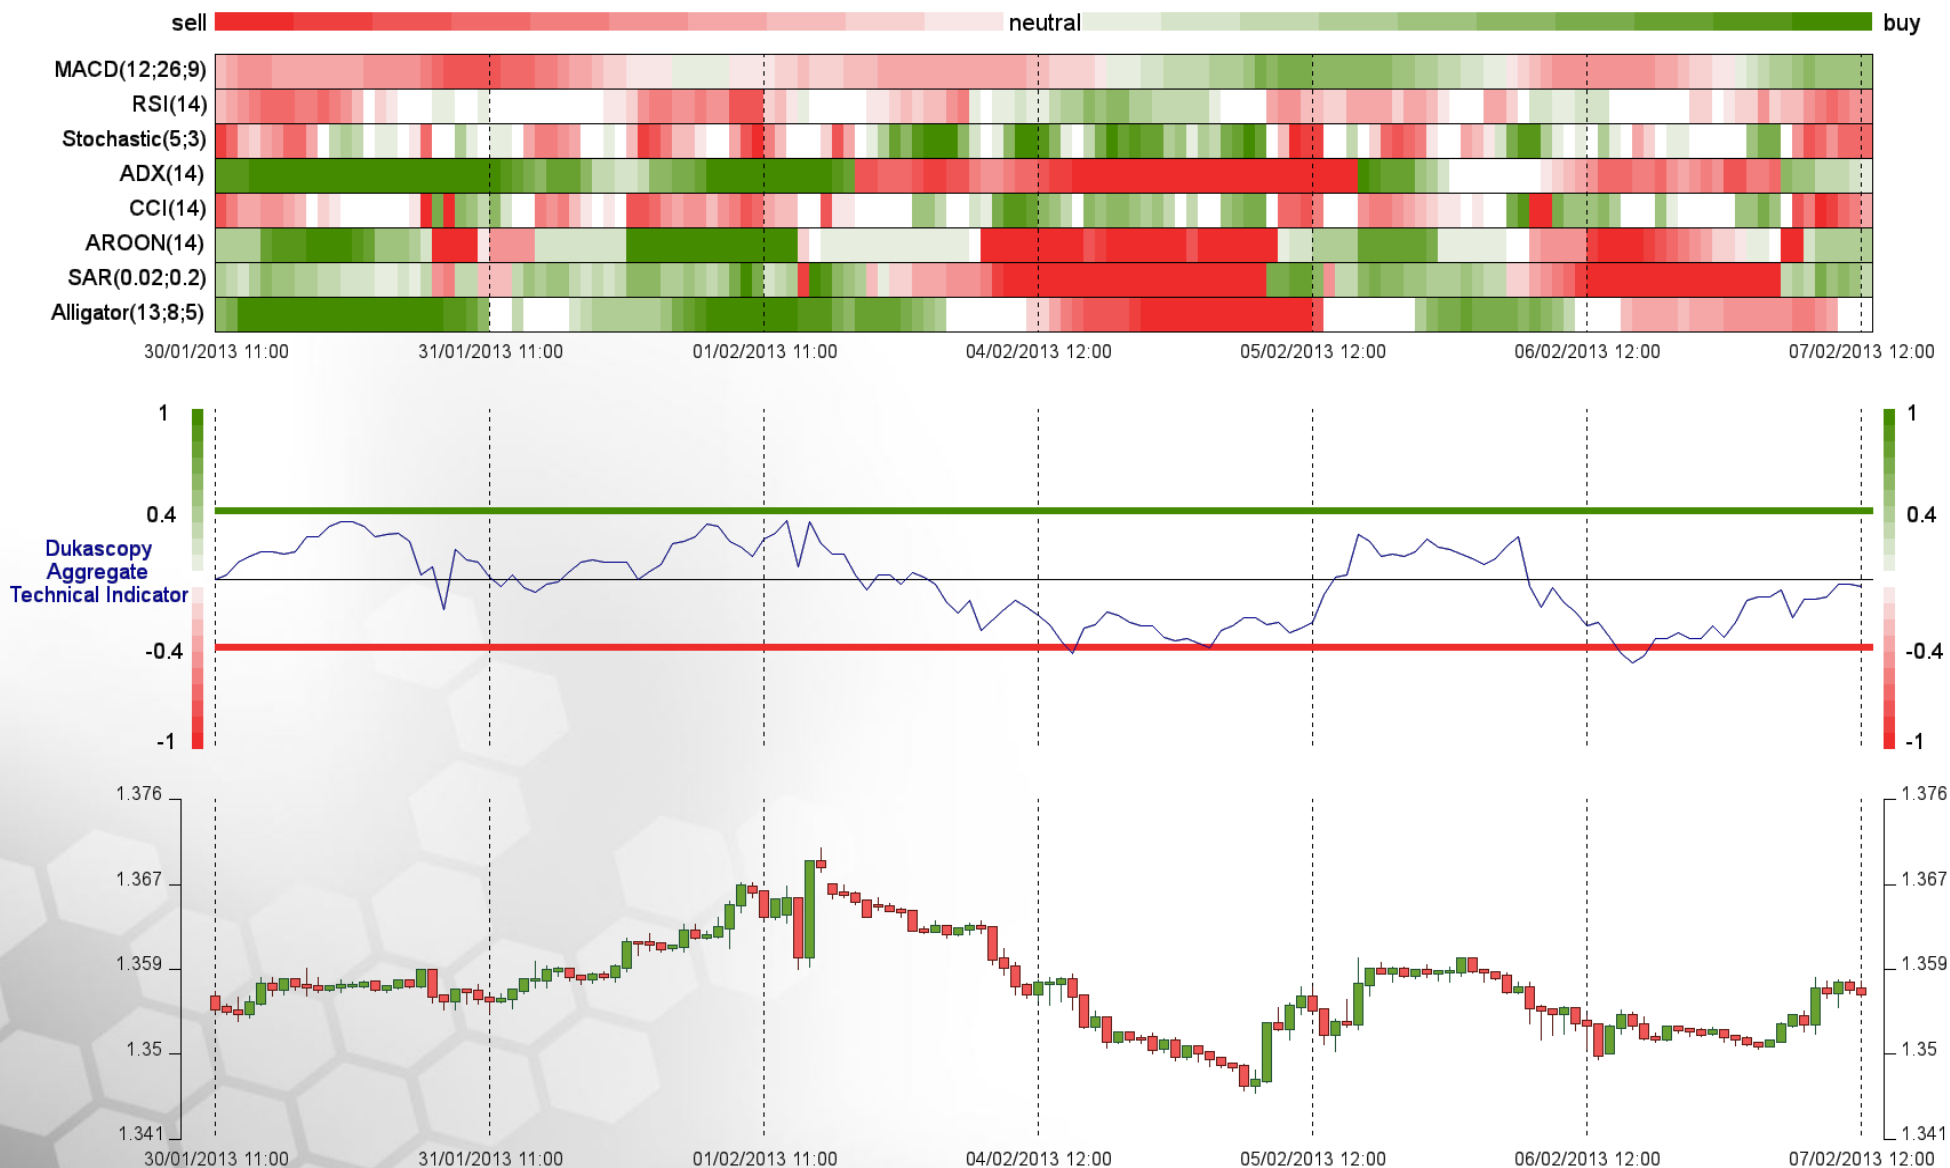 sell neutral buy
MACD(12;26;9)
RSI(14)
Stochastic(5;3)
ADX(14)
CCI(14)
AROON(14)
SAR(0.02;0.2)
Alligator(13;8;5)
30/01/2013 11:00 31/01/2013 11:00 01/02/2013 11:00 04/02/2013 12:00 05/02/2013 12:00 06/02/2013 12:00 07/02/2013 12:00
1 1
0.4 0.4
Dukascopy
Aggregate
Technical Indicator
-0.4 -0.4
-1 -1
1.376 1.376
1.367 1.367
1.359 1.359
1.35 1.35
1.341 1.341
30/01/2013 11:00 31/01/2013 11:00 01/02/2013 11:00 04/02/2013 12:00 05/02/2013 12:00 06/02/2013 12:00 07/02/2013 12:00